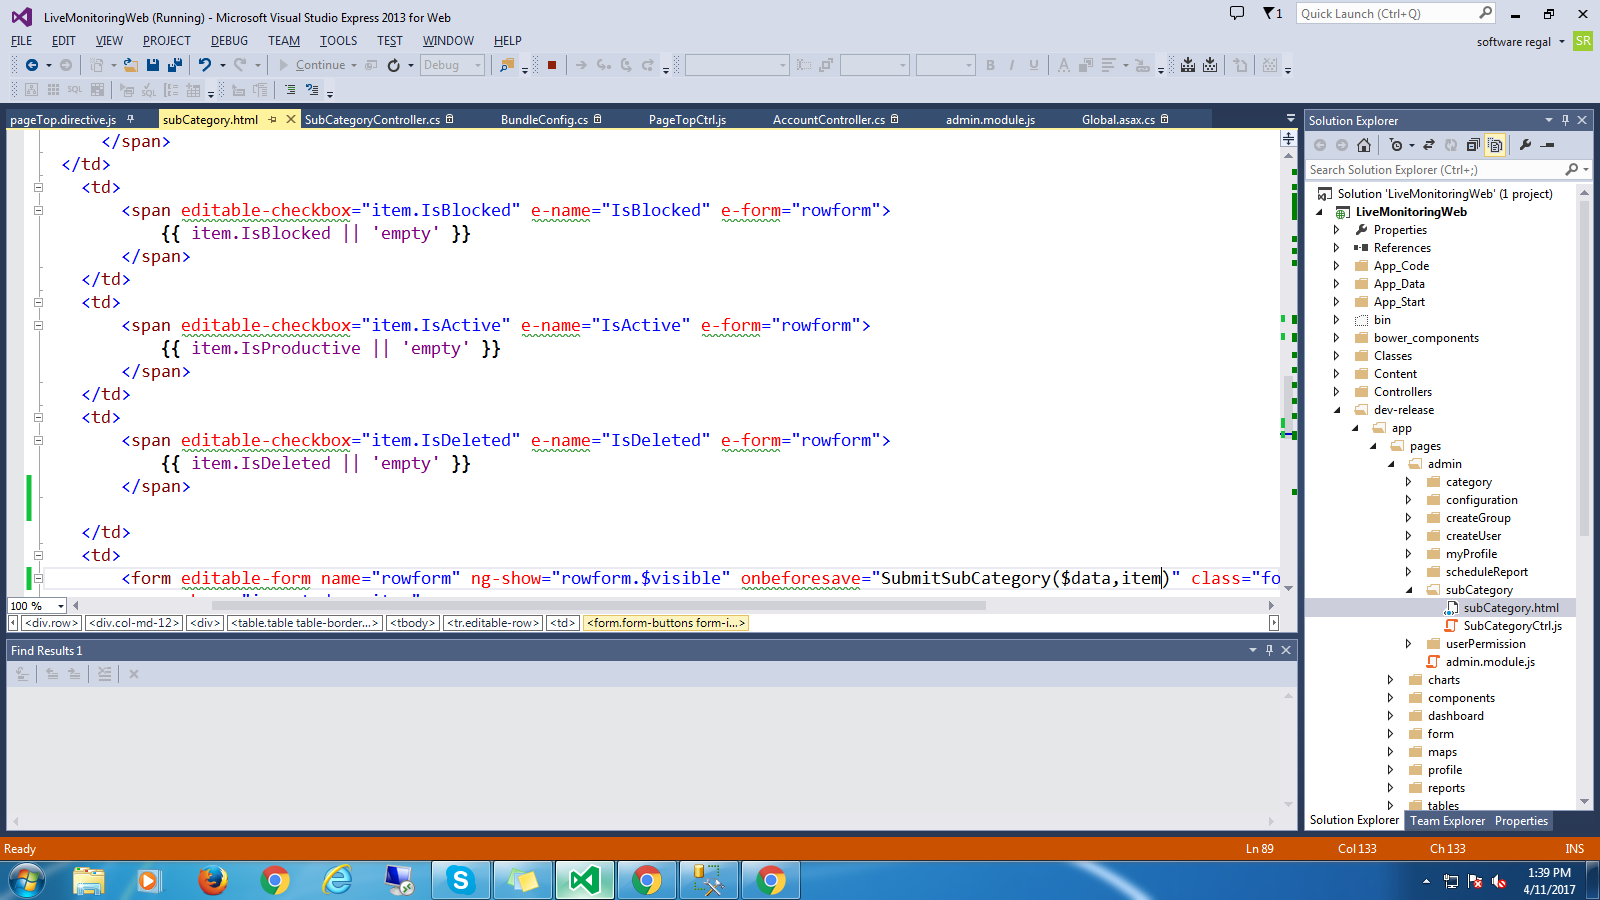 LiveMonitoringWeb (Running) - Microsoft Visual Studio Express 2013 for Web
1
Quick Launch (Ctrl+Q)
FILE EDIT VIEW PROJECT DEBUG TEAM TOOLS TEST WINDOW HELP
software regal SR
Continue Debug
B I U A
SQL
pageTop.directive.js subCategory.html SubCategoryController.cs BundleConfig.cs PageTopCtrl.js AccountController.cs admin.module.js Global.asax.cs
</span>
</td>
<td>
<span editable-checkbox="item.IsBlocked" e-name="IsBlocked" e-form="rowform">
{{ item.IsBlocked || 'empty' }}
</span>
</td>
<td>
<span editable-checkbox="item.IsActive" e-name="IsActive" e-form="rowform">
{{ item.IsProductive || 'empty' }}
</span>
</td>
<td>
<span editable-checkbox="item.IsDeleted" e-name="IsDeleted" e-form="rowform">
{{ item.IsDeleted || 'empty' }}
</span>
</td>
<td>
<form editable-form name="rowform" ng-show="rowform.$visible" onbeforesave="SubmitSubCategory($data,item)" class="fo
100 %
<div.row> <div.col-md-12> <div> <table.table table-border...> <tbody> <tr.editable-row> <td> <form.form-buttons form-i...>
Find Results 1
Solution Explorer
Search Solution Explorer (Ctrl+;)
Solution 'LiveMonitoringWeb' (1 project)
LiveMonitoringWeb
Properties
References
App_Code
App_Data
App_Start
bin
bower_components
Classes
Content
Controllers
dev-release
app
pages
admin
category
configuration
createGroup
createUser
myProfile
scheduleReport
subCategory
subCategory.html
SubCategoryCtrl.js
userPermission
admin.module.js
charts
components
dashboard
form
maps
profile
reports
tables
Solution Explorer Team Explorer Properties
Ready Ln 89 Col 133 Ch 133 INS
1:39 PM
4/11/2017